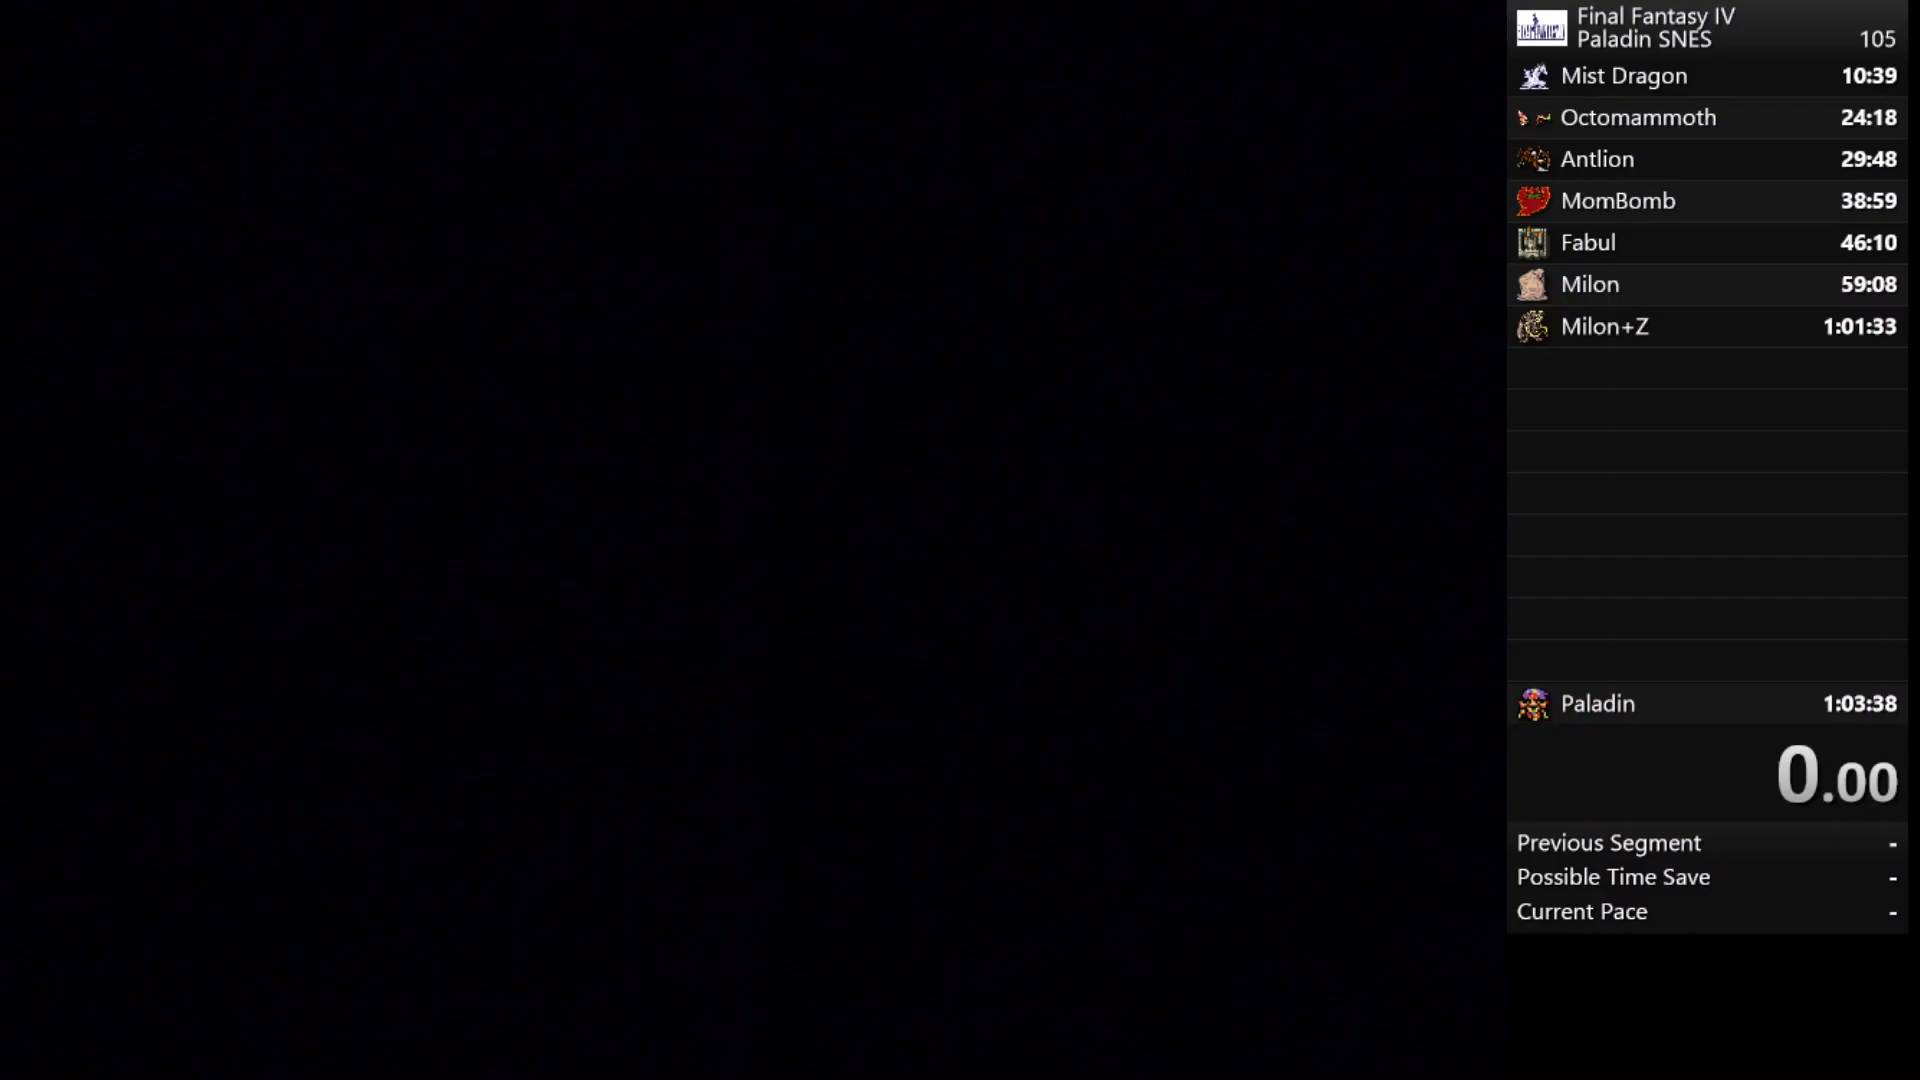 Final Fantasy IV
Paladin SNES 105
Mist Dragon 10:39
Octomammoth 24:18
Antlion 29:48
MomBomb 38:59
Fabul 46:10
Milon 59:08
Milon+Z 1:01:33
Paladin 1:03:38
0.00
Previous Segment -
Possible Time Save -
Current Pace -